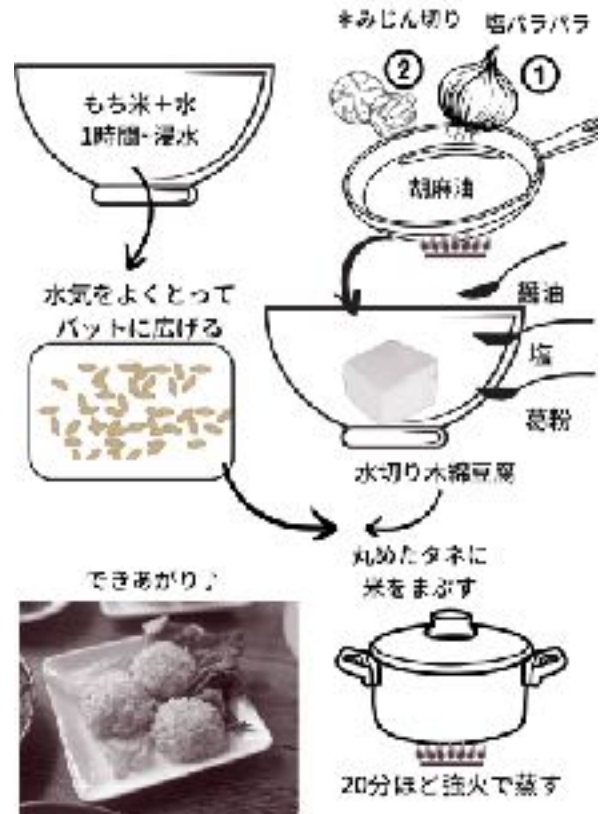 もち米＋水
1時間~浸水
水気をよくとって
バットに広げる
*みじん切り 塩パラパラ
②
①
胡麻油
醤油
塩
葛粉
水切り木綿豆腐
丸めたタネに
米をまぶす
20分ほど強火で蒸す
できあがり♪